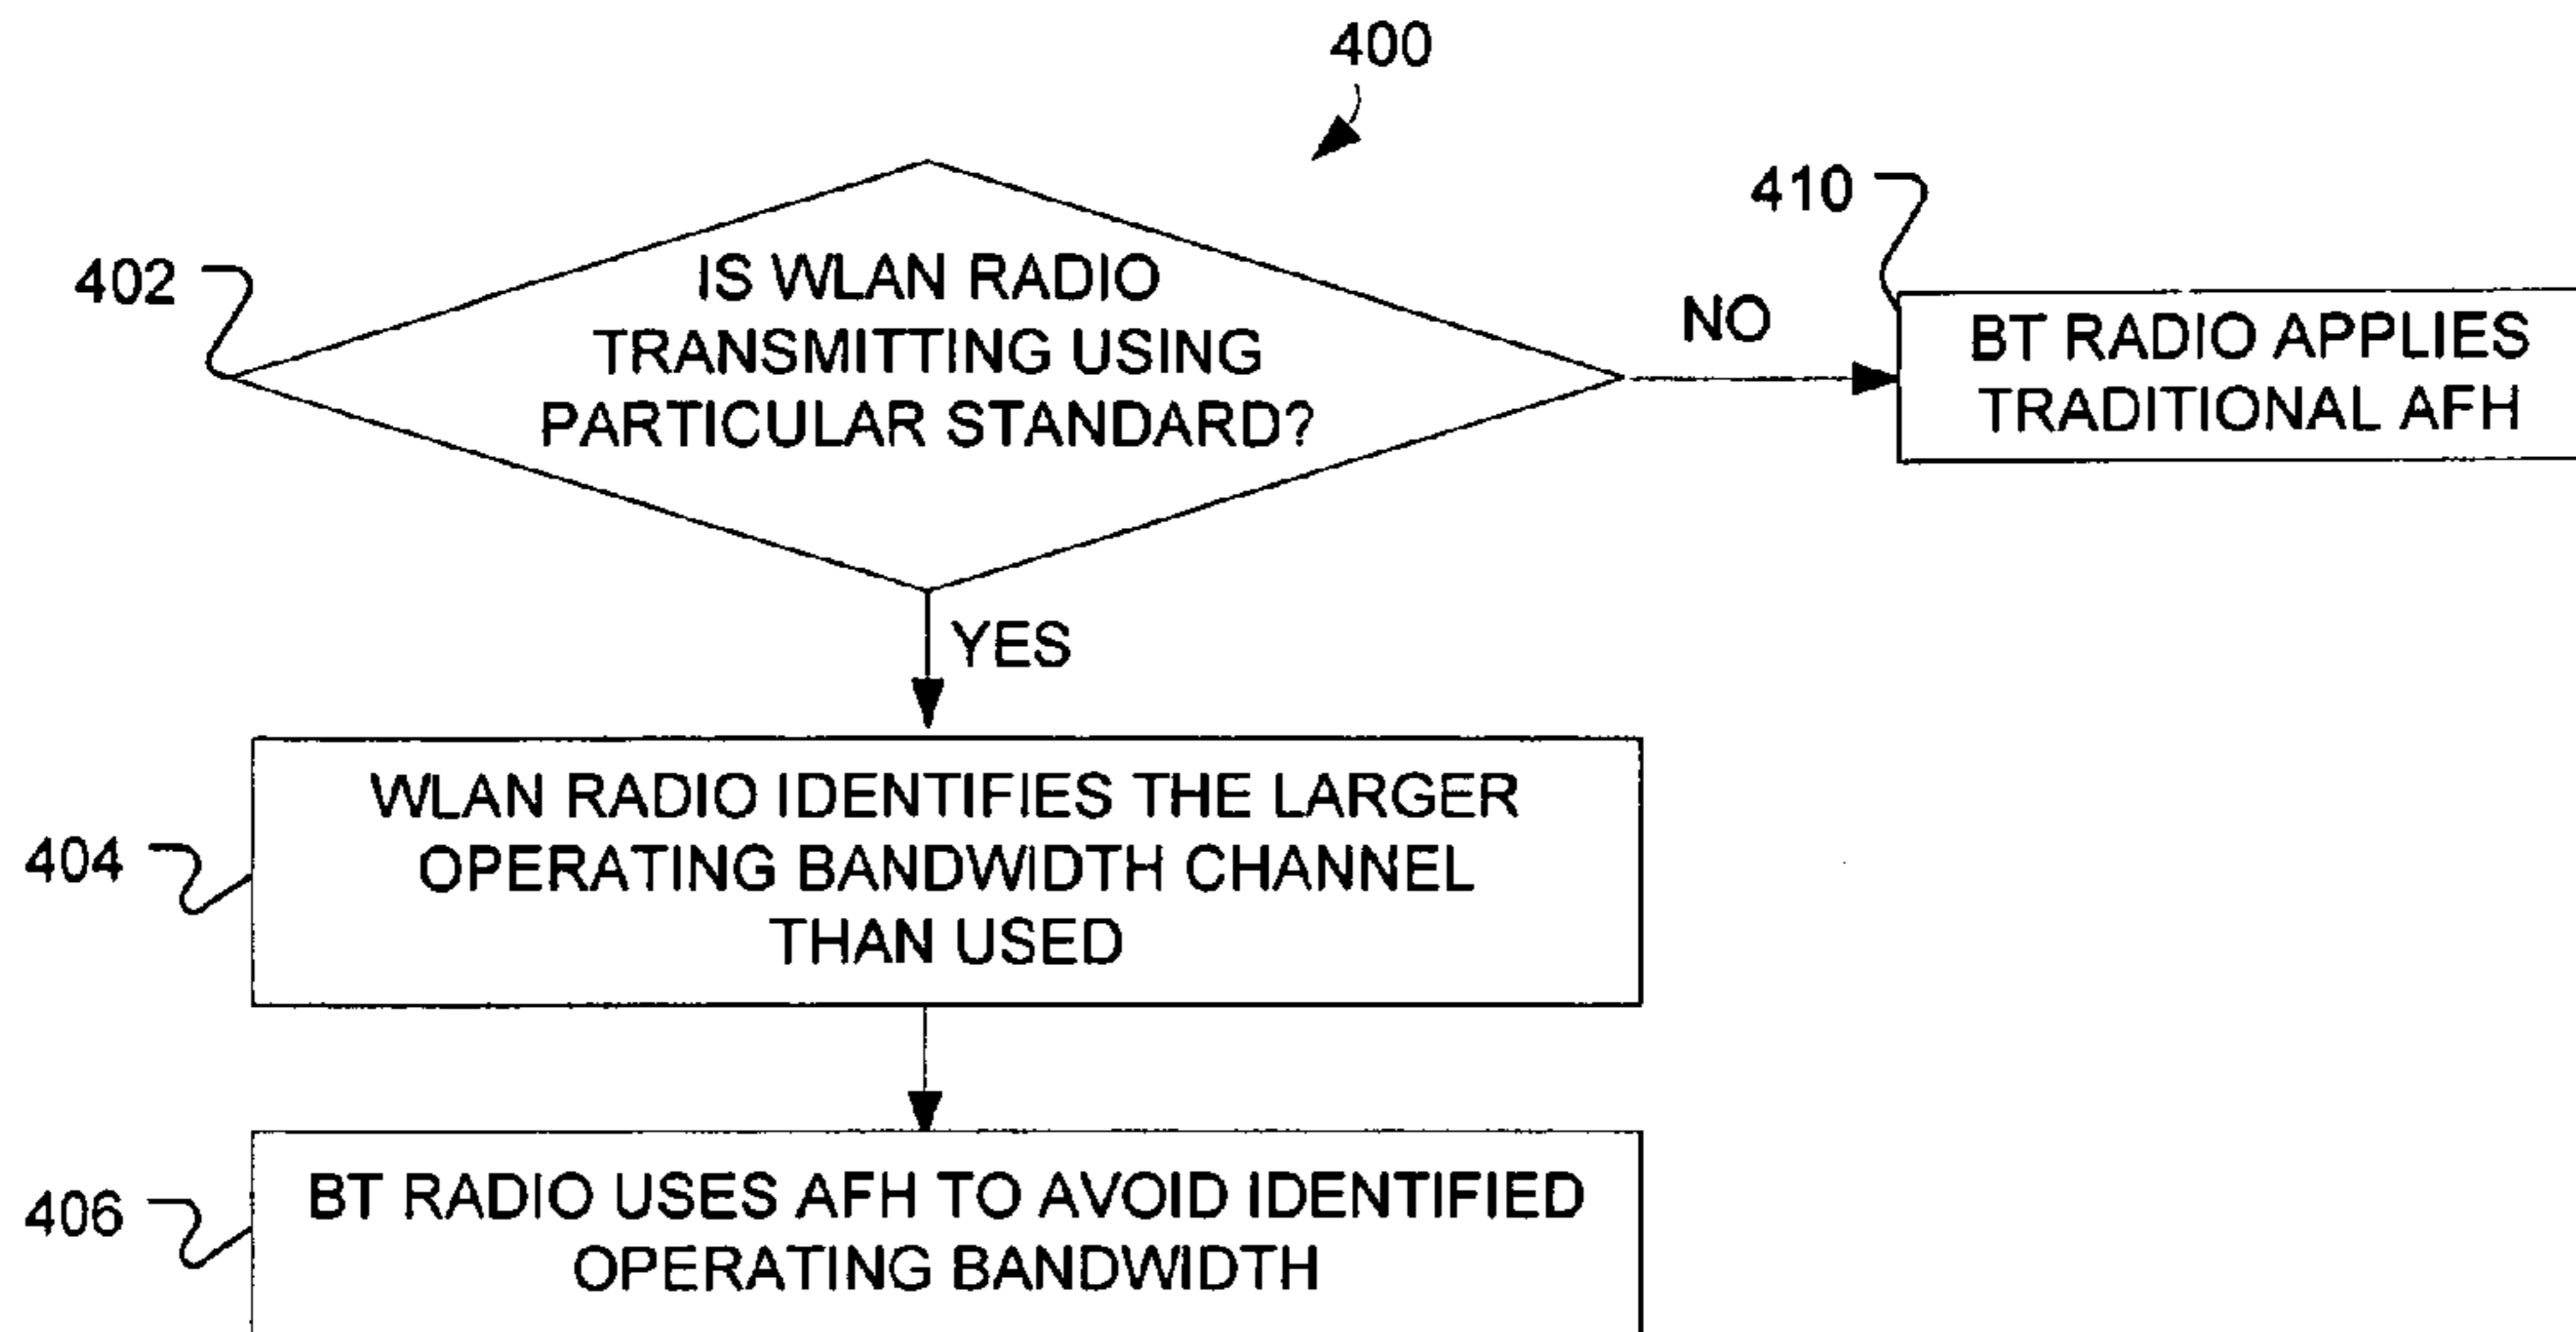 400
402
IS WLAN RADIO
TRANSMITTING USING
PARTICULAR STANDARD?
NO
410
BT RADIO APPLIES
TRADITIONAL AFH
YES
404
WLAN RADIO IDENTIFIES THE LARGER
OPERATING BANDWIDTH CHANNEL
THAN USED
406
BT RADIO USES AFH TO AVOID IDENTIFIED
OPERATING BANDWIDTH